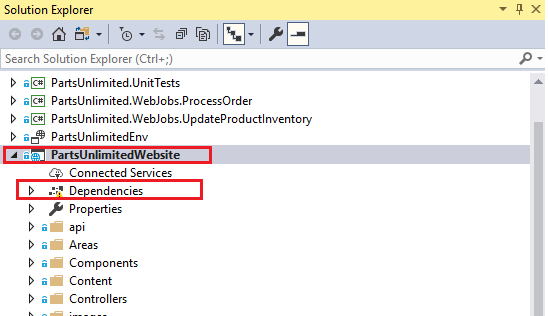 Solution Explorer
Search Solution Explorer (Ctrl+;)
C# PartsUnlimited.UnitTests
C# PartsUnlimited.WebJobs.ProcessOrder
C# PartsUnlimited.WebJobs.UpdateProductInventory
PartsUnlimitedEnv
PartsUnlimitedWebsite
Connected Services
Dependencies
Properties
api
Areas
Components
Content
Controllers
images